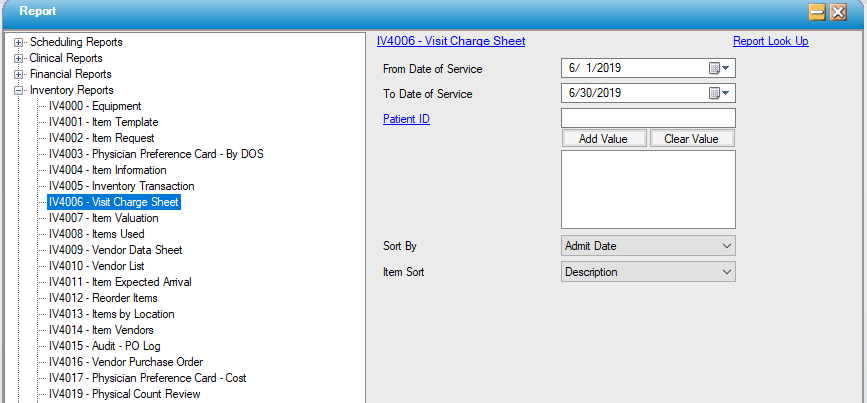 Report
Scheduling Reports
Clinical Reports
Financial Reports
Inventory Reports
IV4000 - Equipment
IV4001 - Item Template
IV4002 - Item Request
IV4003 - Physician Preference Card - By DOS
IV4004 - Item Information
IV4005 - Inventory Transaction
IV4006 - Visit Charge Sheet
IV4007 - Item Valuation
IV4008 - Items Used
IV4009 - Vendor Data Sheet
IV4010 - Vendor List
IV4011 - Item Expected Arrival
IV4012 - Reorder Items
IV4013 - Items by Location
IV4014 - Item Vendors
IV4015 - Audit - PO Log
IV4016 - Vendor Purchase Order
IV4017 - Physician Preference Card - Cost
IV4019 - Physical Count Review
IV4006 - Visit Charge Sheet Report Look Up
From Date of Service 6/ 1/2019
To Date of Service 6/30/2019
Patient ID
Add Value Clear Value
Sort By Admit Date
Item Sort Description